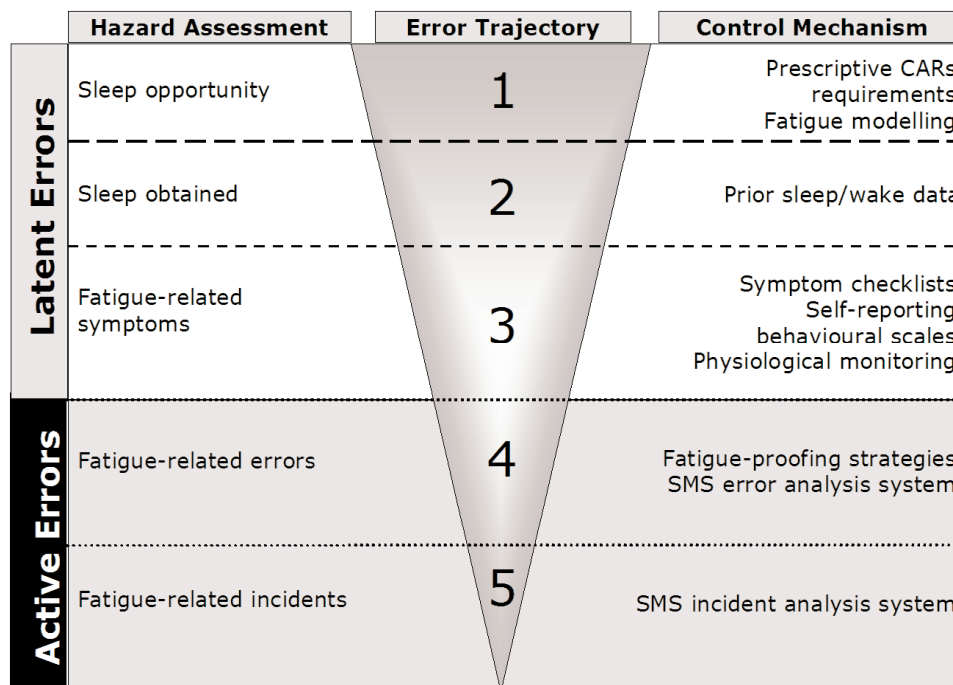 Hazard Assessment
Error Trajectory
Control Mechanism
Latent Errors
Sleep opportunity
1
Prescriptive CARs
requirements
Fatigue modelling
Sleep obtained
2
Prior sleep/wake data
Fatigue-related
symptoms
3
Symptom checklists
Self-reporting
behavioural scales
Physiological monitoring
Active Errors
Fatigue-related errors
4
Fatigue-proofing strategies
SMS error analysis system
Fatigue-related incidents
5
SMS incident analysis system